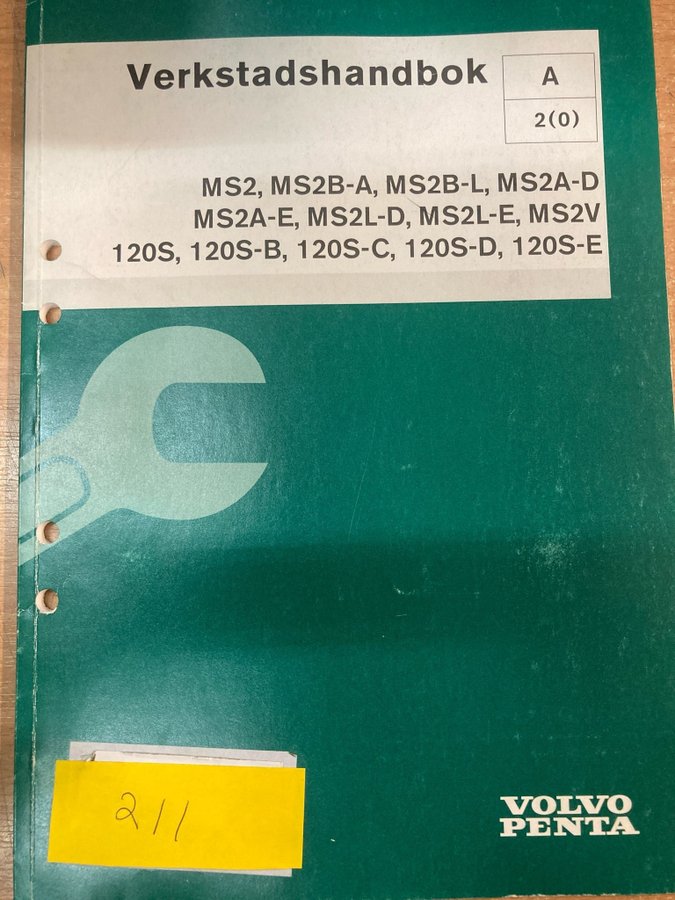 Verkstadshandbok
A
2(0)
MS2, MS2B-A, MS2B-L, MS2A-D
MS2A-E, MS2L-D, MS2L-E, MS2V
120S, 120S-B, 120S-C, 120S-D, 120S-E
211
VOLVO
PENTA